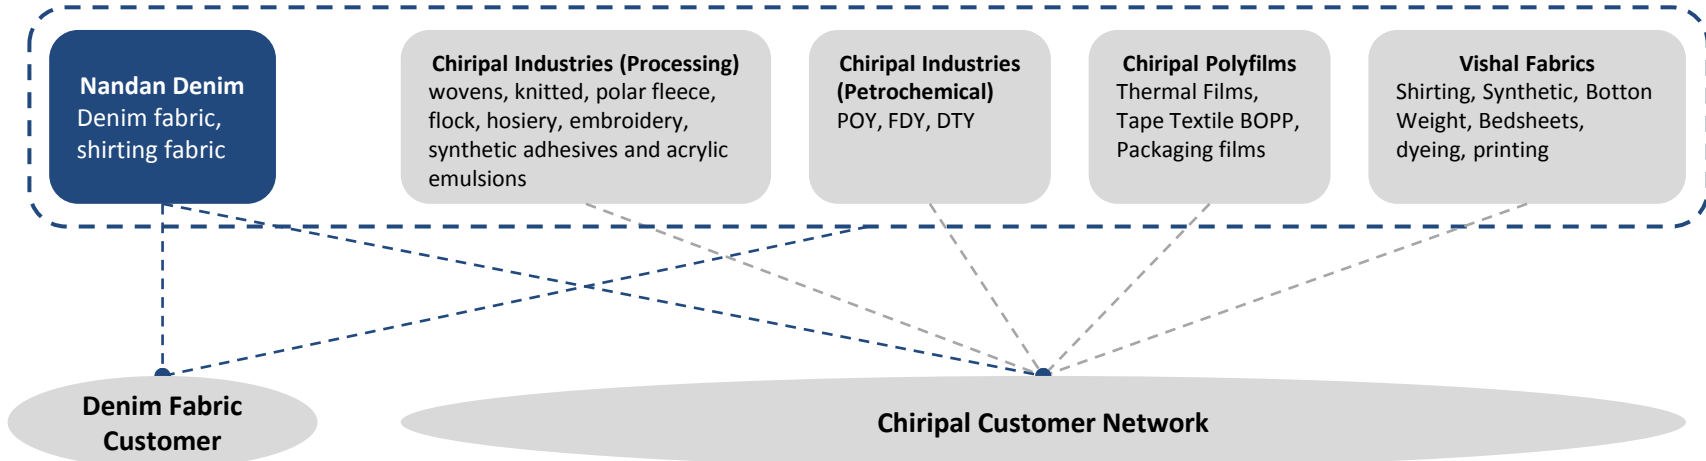 Nandan Denim
Denim fabric,
shirting fabric
Chiripal Industries (Processing)
wovens, knitted, polar fleece,
flock, hosiery, embroidery,
synthetic adhesives and acrylic
emulsions
Chiripal Industries
(Petrochemical)
POY, FDY, DTY
Chiripal Polyfilms
Thermal Films,
Tape Textile BOPP,
Packaging films
Vishal Fabrics
Shirting, Synthetic, Botton
Weight, Bedsheets,
dyeing, printing
Denim Fabric
Customer
Chiripal Customer Network